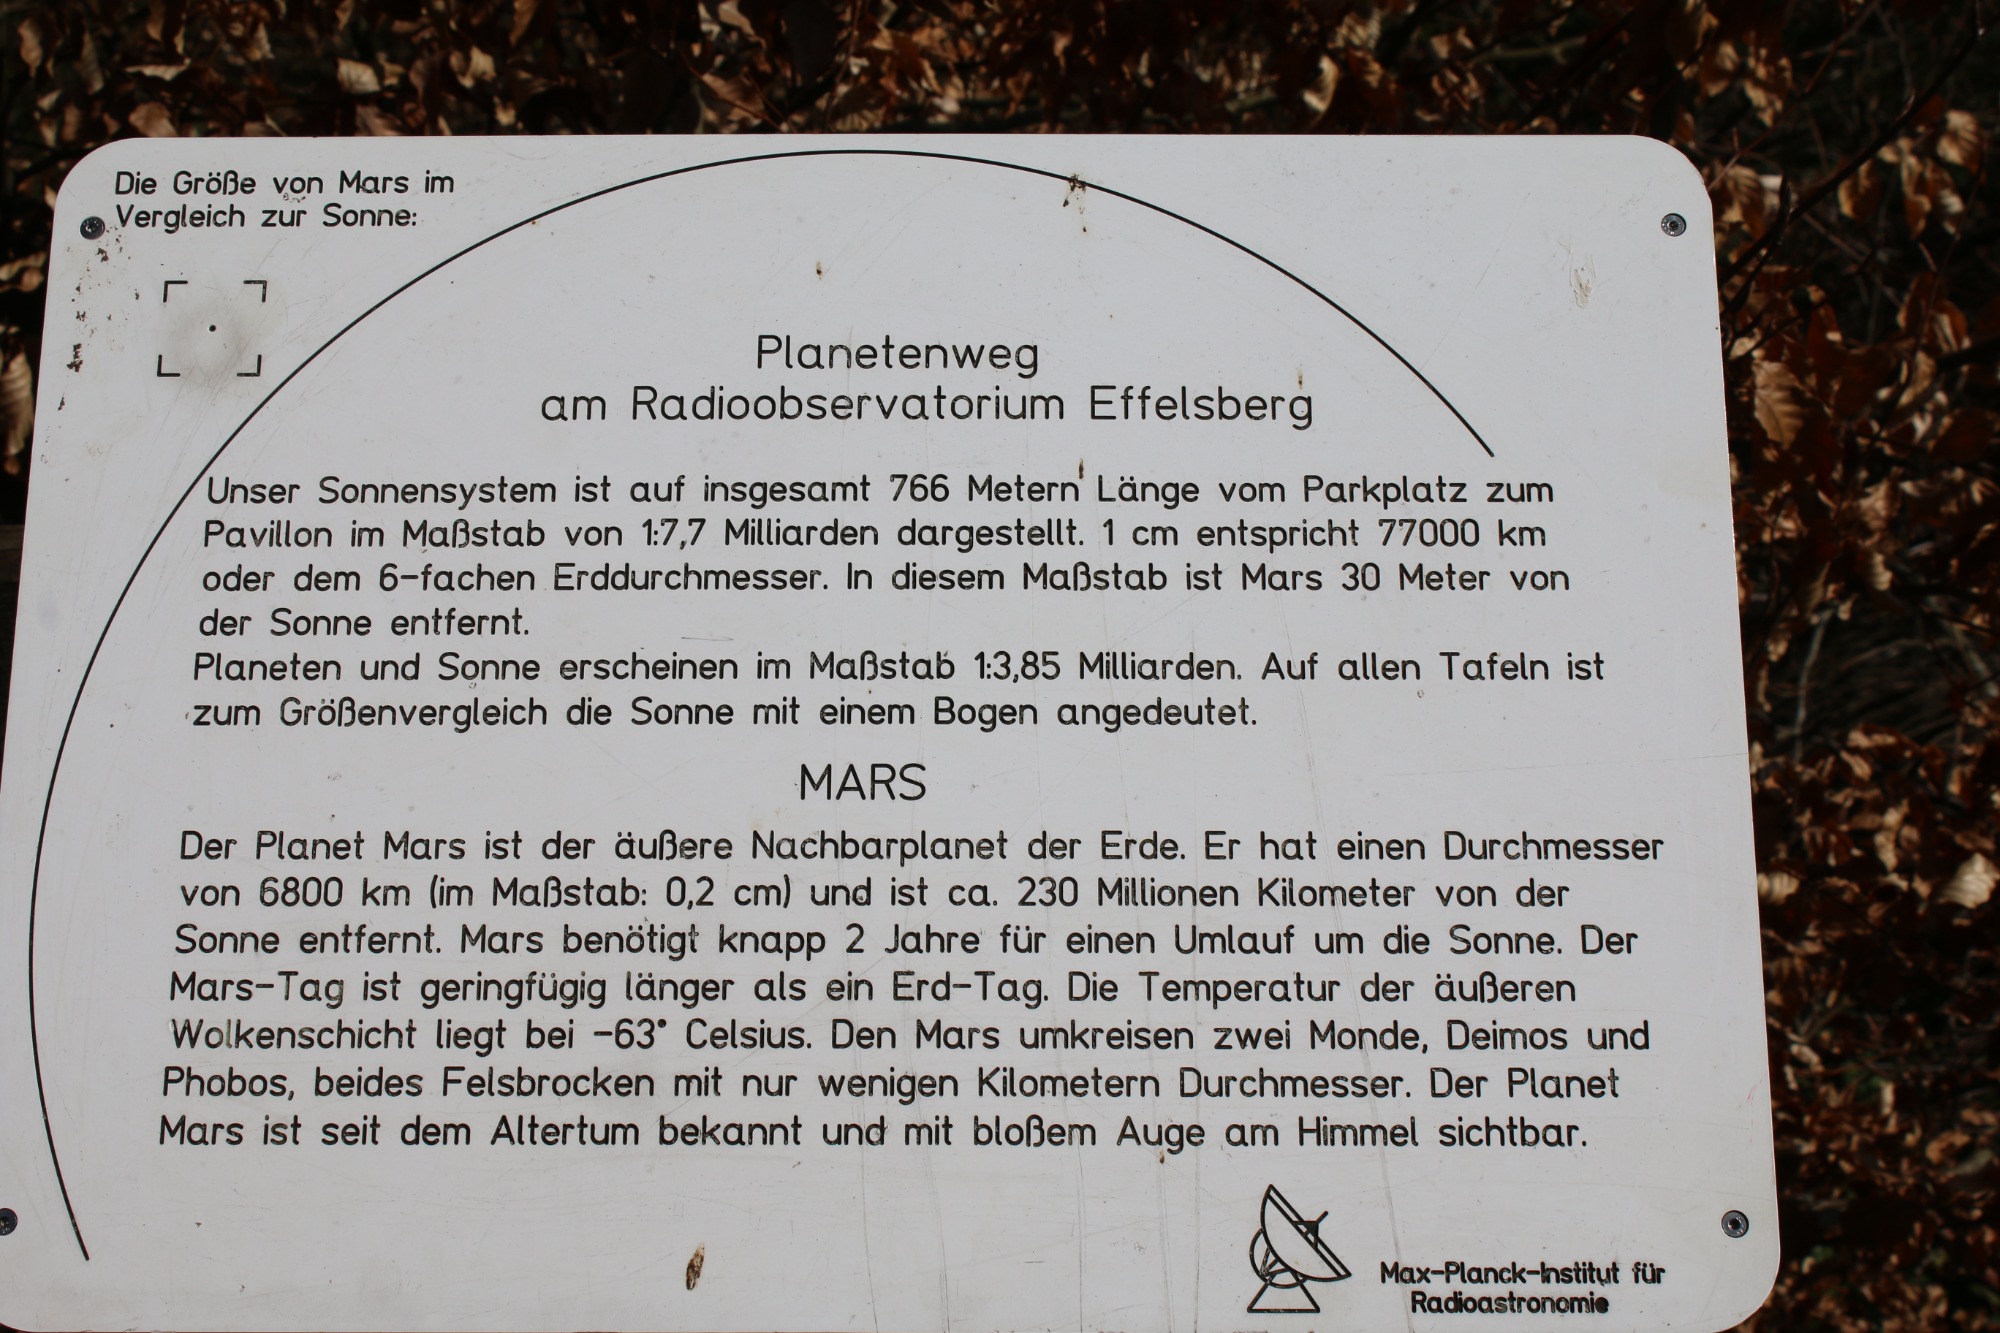 Die Größe von Mars im
Vergleich zur Sonne:
Planetenweg
am Radioobservatorium Effelsberg
Unser Sonnensystem ist auf insgesamt 766 Metern Länge vom Parkplatz zum
Pavillon im Maßstab von 1:7,7 Milliarden dargestellt. 1 cm entspricht 77000 km
oder dem 6-fachen Erddurchmesser. In diesem Maßstab ist Mars 30 Meter von
der Sonne entfernt.
Planeten und Sonne erscheinen im Maßstab 1:3,85 Milliarden. Auf allen Tafeln ist
zum Größenvergleich die Sonne mit einem Bogen angedeutet.
MARS
Der Planet Mars ist der äußere Nachbarplanet der Erde. Er hat einen Durchmesser
von 6800 km (im Maßstab: 0,2 cm) und ist ca. 230 Millionen Kilometer von der
Sonne entfernt. Mars benötigt knapp 2 Jahre für einen Umlauf um die Sonne. Der
Mars-Tag ist geringfügig länger als ein Erd-Tag. Die Temperatur der äußeren
Wolkenschicht liegt bei -63° Celsius. Den Mars umkreisen zwei Monde, Deimos und
Phobos, beides Felsbrocken mit nur wenigen Kilometern Durchmesser. Der Planet
Mars ist seit dem Altertum bekannt und mit bloßem Auge am Himmel sichtbar.
Max-Planck-Institut für
Radioastronomie